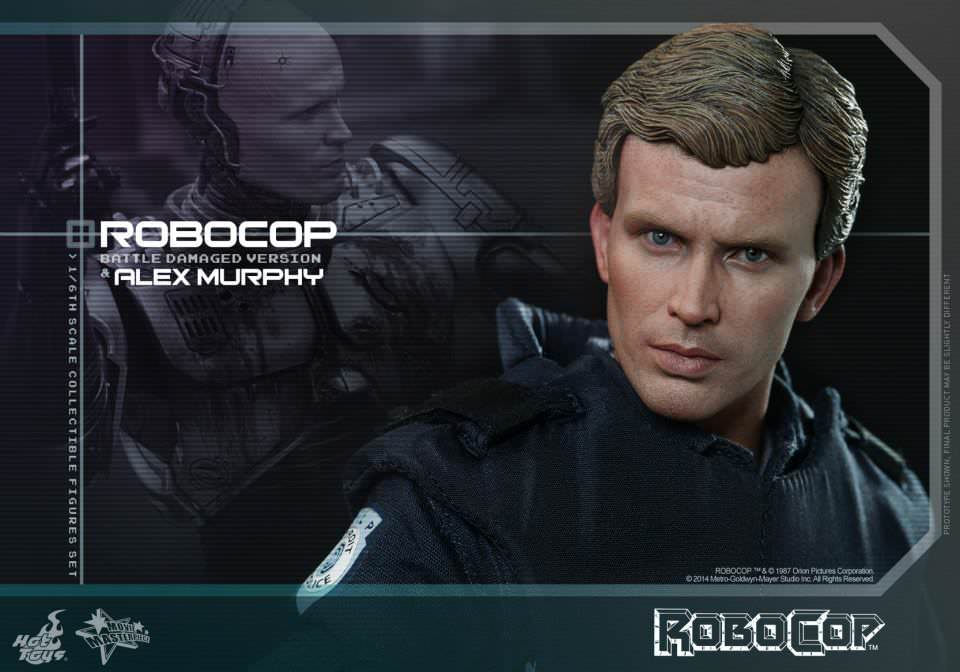 ROBOCOP
BATTLE DAMAGED VERSION
& ALEX MURPHY
> 1/6TH SCALE COLLECTIBLE FIGURES SET
PROTOTYPE SHOWN, FINAL PRODUCT MAY BE SLIGHTLY DIFFERENT
ROBOCOP ™ & © 1987 Orion Pictures Corporation.
© 2014 Metro-Goldwyn-Mayer Studio Inc. All Rights Reserved.
HOT TOYS
MOVIE
MASTERPIECE
ROBOCOP™